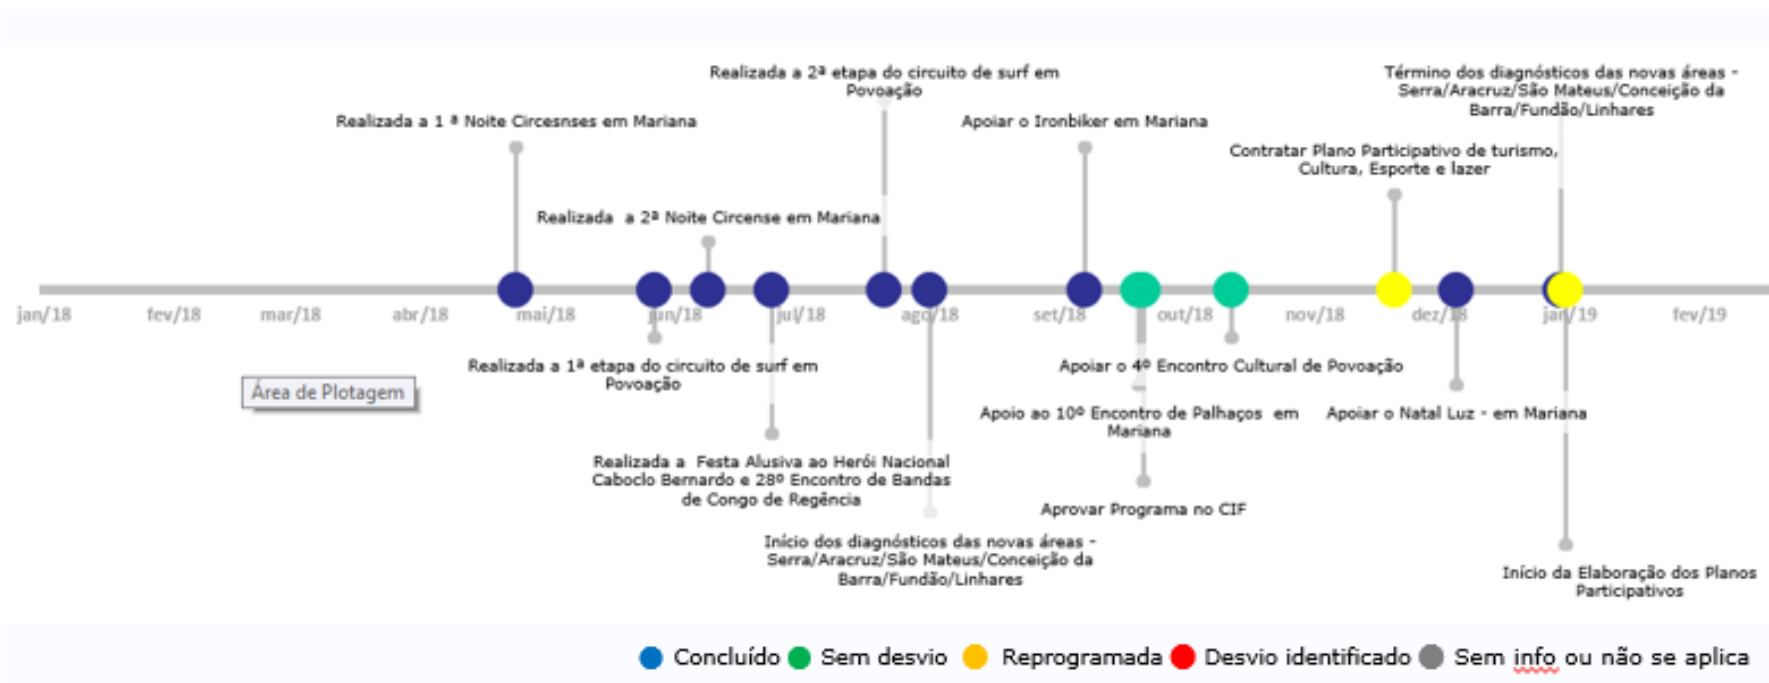 Realizada a 2ª etapa do circuito de surf em
Povoação
Término dos diagnósticos das novas áreas -
Serra/Aracruz/São Mateus/Conceição da
Barra/Fundão/Linhares
Realizada a 1 ª Noite Circesnses em Mariana
Apoiar o Ironbiker em Mariana
Contratar Plano Participativo de turismo,
Cultura, Esporte e lazer
Realizada a 2ª Noite Circense em Mariana
jan/18 fev/18 mar/18 abr/18 mai/18 jun/18 jul/18 ago/18 set/18 out/18 nov/18 dez/18 jan/19 fev/19
Realizada a 1ª etapa do circuito de surf em
Povoação
Apoiar o 4º Encontro Cultural de Povoação
Área de Plotagem
Apoio ao 10º Encontro de Palhaços em
Mariana
Apoiar o Natal Luz - em Mariana
Realizada a Festa Alusiva ao Herói Nacional
Caboclo Bernardo e 28º Encontro de Bandas
de Congo de Regência
Aprovar Programa no CIF
Início dos diagnósticos das novas áreas -
Serra/Aracruz/São Mateus/Conceição da
Barra/Fundão/Linhares
Início da Elaboração dos Planos
Participativos
Concluído Sem desvio Reprogramada Desvio identificado Sem info ou não se aplica